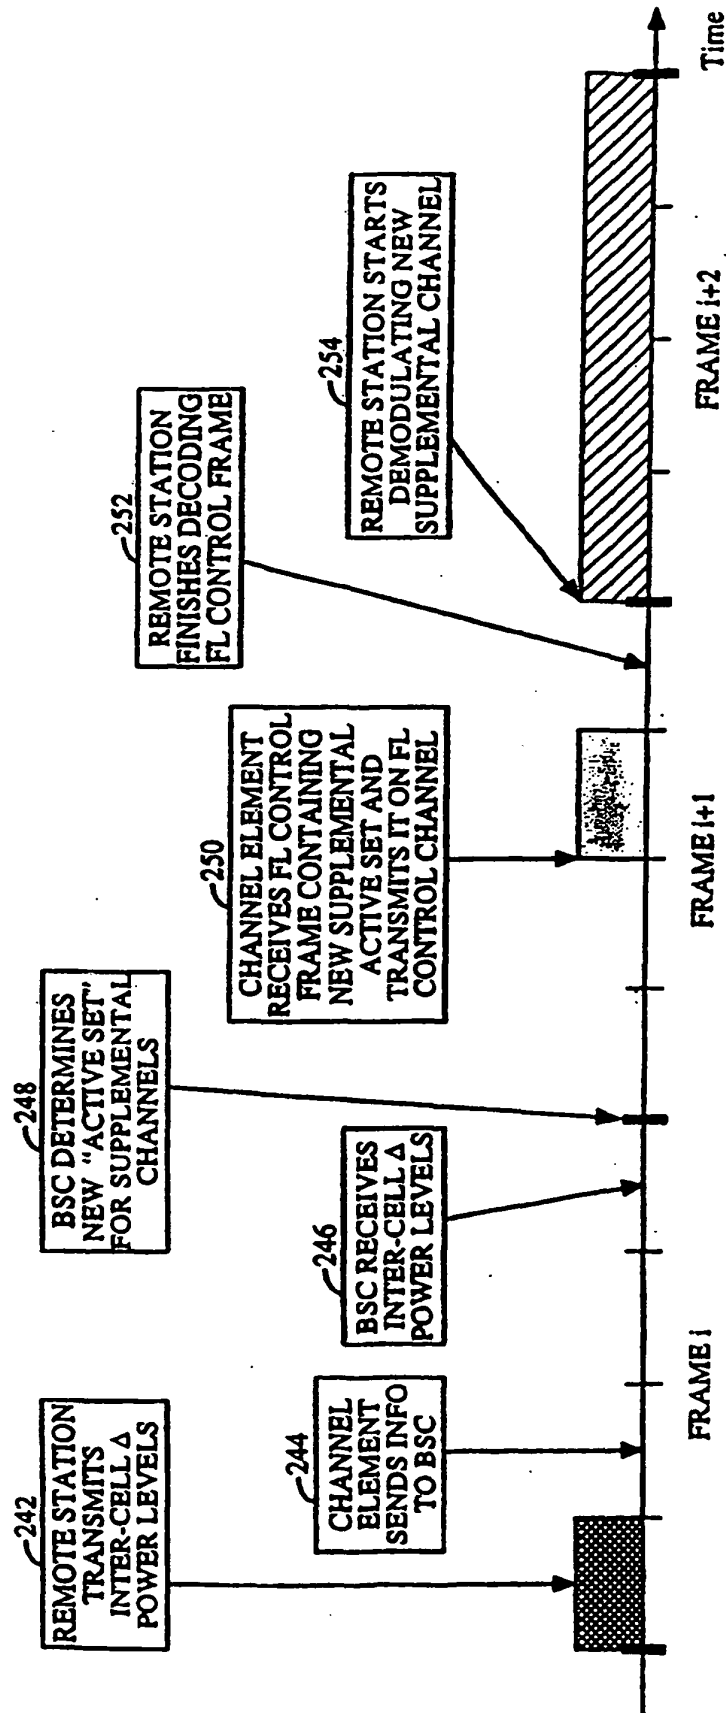 242
REMOTE STATION
TRANSMITS
INTER-CELL Δ
POWER LEVELS
244
CHANNEL
ELEMENT
SENDS INFO
TO BSC
246
BSC RECEIVES
INTER-CELL Δ
POWER LEVELS
248
BSC DETERMINES
NEW "ACTIVE SET"
FOR SUPPLEMENTAL
CHANNELS
250
CHANNEL ELEMENT
RECEIVES FL CONTROL
FRAME CONTAINING
NEW SUPPLEMENTAL
ACTIVE SET AND
TRANSMITS IT ON FL
CONTROL CHANNEL
252
REMOTE STATION
FINISHES DECODING
FL CONTROL FRAME
254
REMOTE STATION STARTS
DEMODULATING NEW
SUPPLEMENTAL CHANNEL
FRAME i
FRAME i+1
FRAME i+2
Time